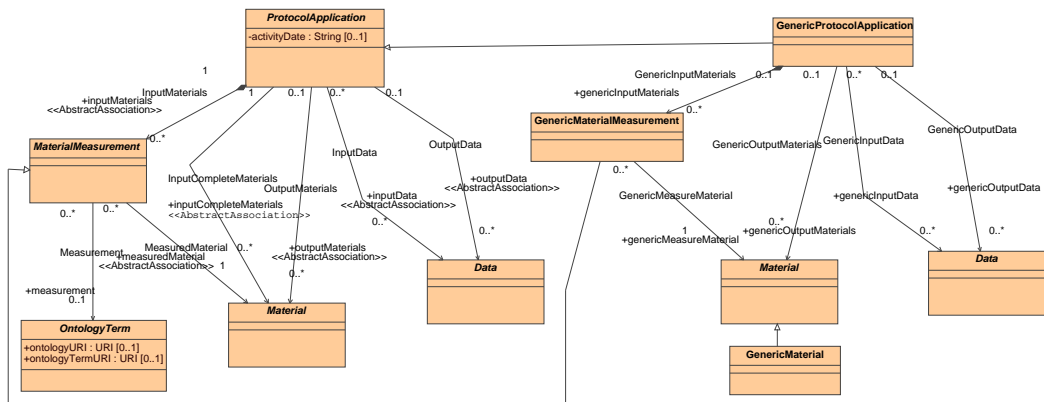 ProtocolApplication
-activityDate : String [0..1]
GenericProtocolApplication
1
InputMaterials
+inputMaterials
<<AbstractAssociation>>
0..*
1
0..1
0..*
0..1
GenericInputMaterials
+genericInputMaterials
0..1
0..*
0..1
0..*
0..1
MaterialMeasurement
GenericMaterialMeasurement
InputData
OutputData
GenericOutputMaterials
GenericInputData
GenericOutputData
InputCompleteMaterials
+inputCompleteMaterials
<<AbstractAssociation>>
OutputMaterials
+inputData
<<AbstractAssociation>>
0..*
+outputData
<<AbstractAssociation>>
0..*
0..*
GenericMeasureMaterial
1
+genericMeasureMaterial
0..*
+genericOutputMaterials
+genericInputData
0..*
+genericOutputData
0..*
0..*
0..*
Measurement
+measurement
0..1
MeasuredMaterial
+measuredMaterial
<<AbstractAssociation>>
1
0..*
+outputMaterials
<<AbstractAssociation>>
0..*
Data
Material
Data
Material
OntologyTerm
+ontologyURI : URI [0..1]
+ontologyTermURI : URI [0..1]
GenericMaterial